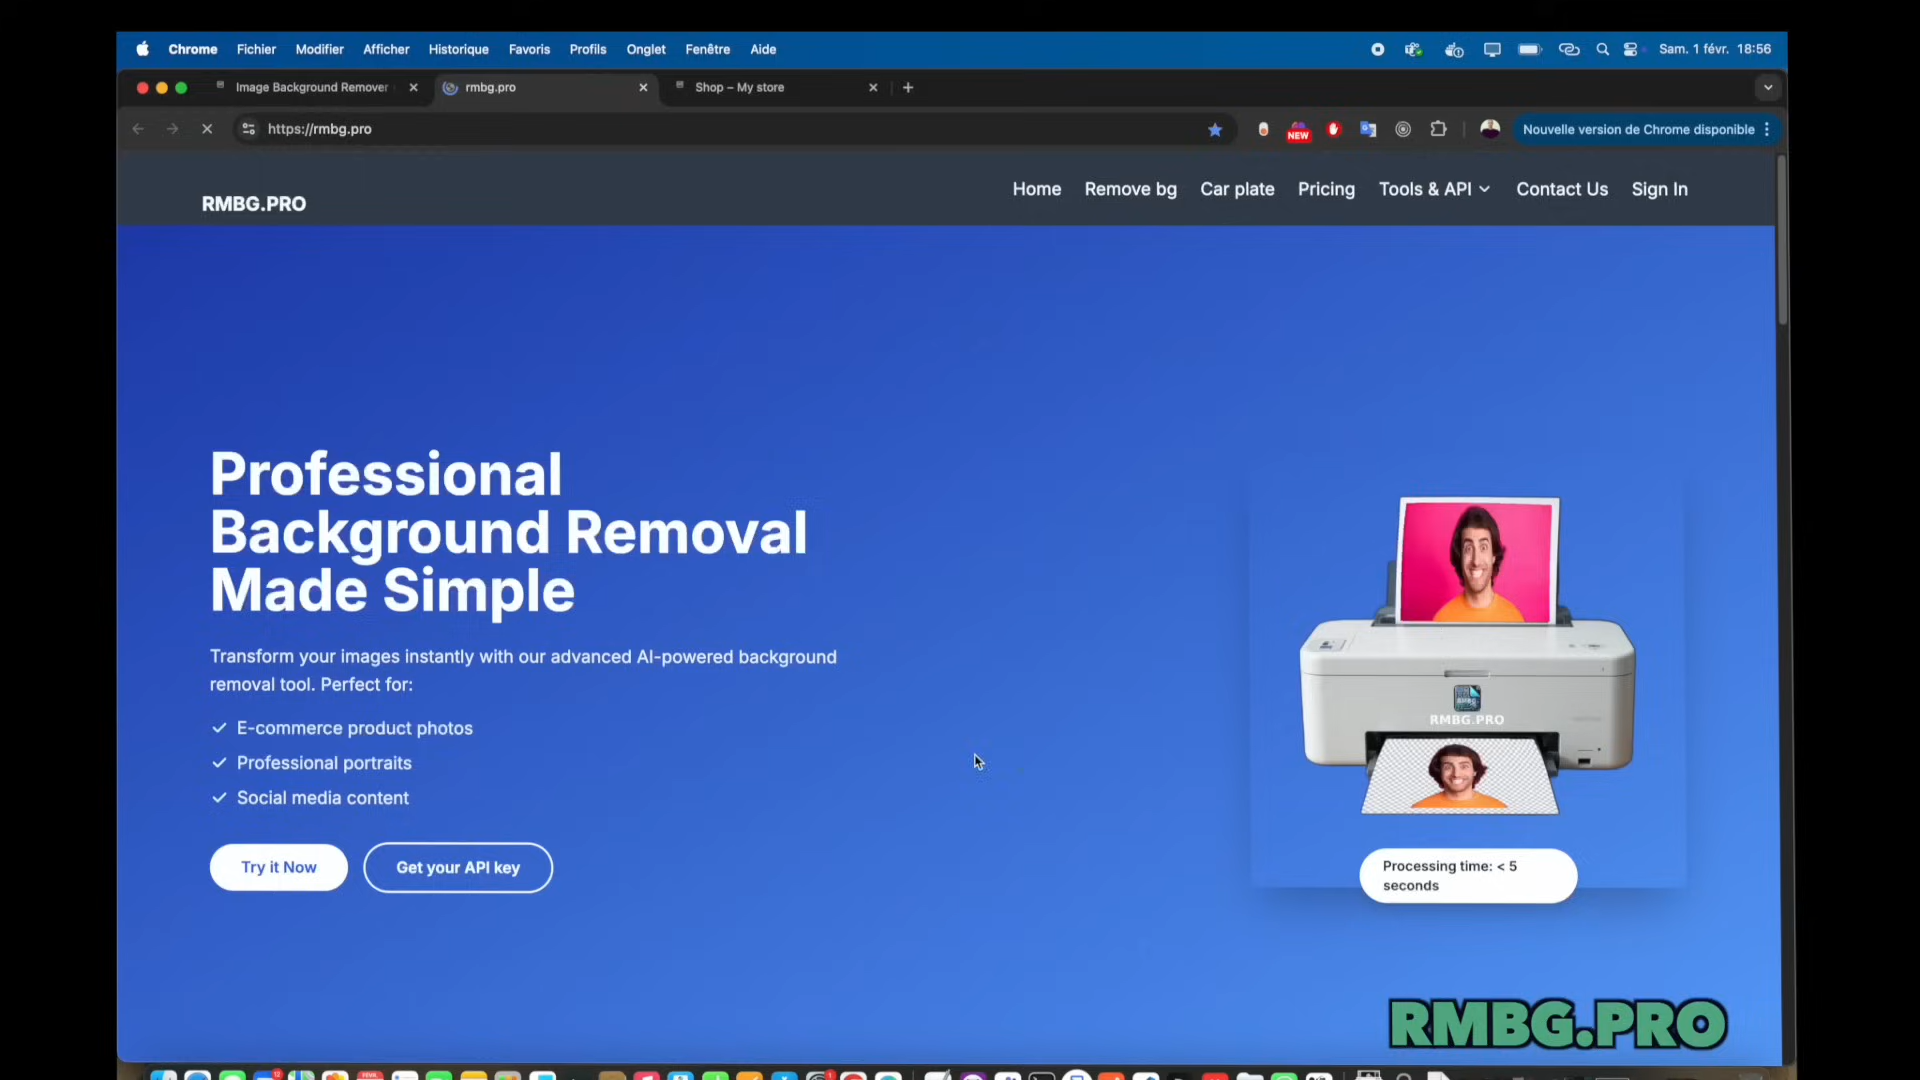 Chrome Fichier Modifier Afficher Historique Favoris Profils Onglet Fenêtre Aide Sam. 1 févr. 18:56
Image Background Remover rmbg.pro Shop – My store
https://rmbg.pro NEW Nouvelle version de Chrome disponible
RMBG.PRO Home Remove bg Car plate Pricing Tools & API Contact Us Sign In
Professional
Background Removal
Made Simple
Transform your images instantly with our advanced AI-powered background
removal tool. Perfect for:
E-commerce product photos
Professional portraits
Social media content
Try it Now Get your API key
RMBG.PRO
Processing time: < 5
seconds
RMBG.PRO